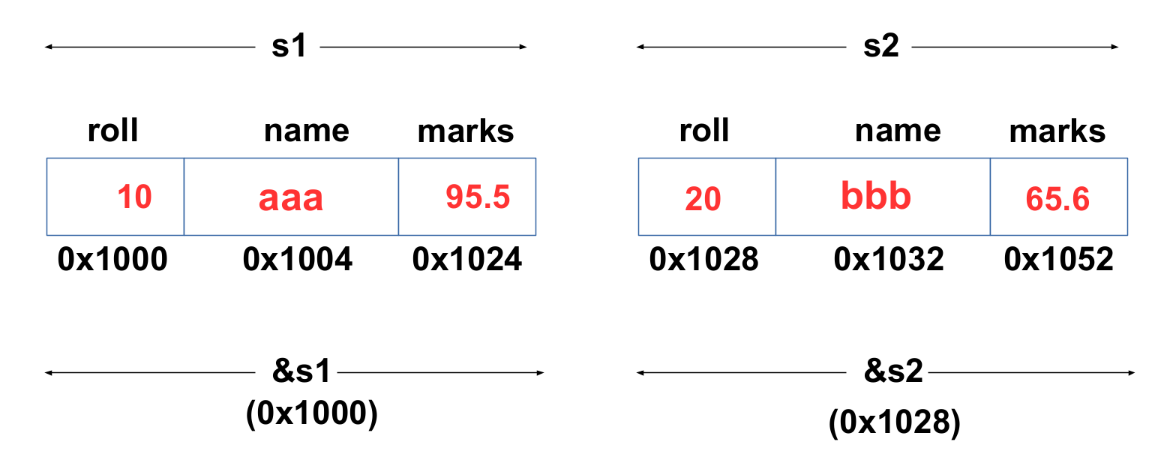 s1 s2
roll name marks roll name marks
10 aaa 95.5 20 bbb 65.6
0x1000 0x1004 0x1024 0x1028 0x1032 0x1052
&s1 &s2
(0x1000) (0x1028)